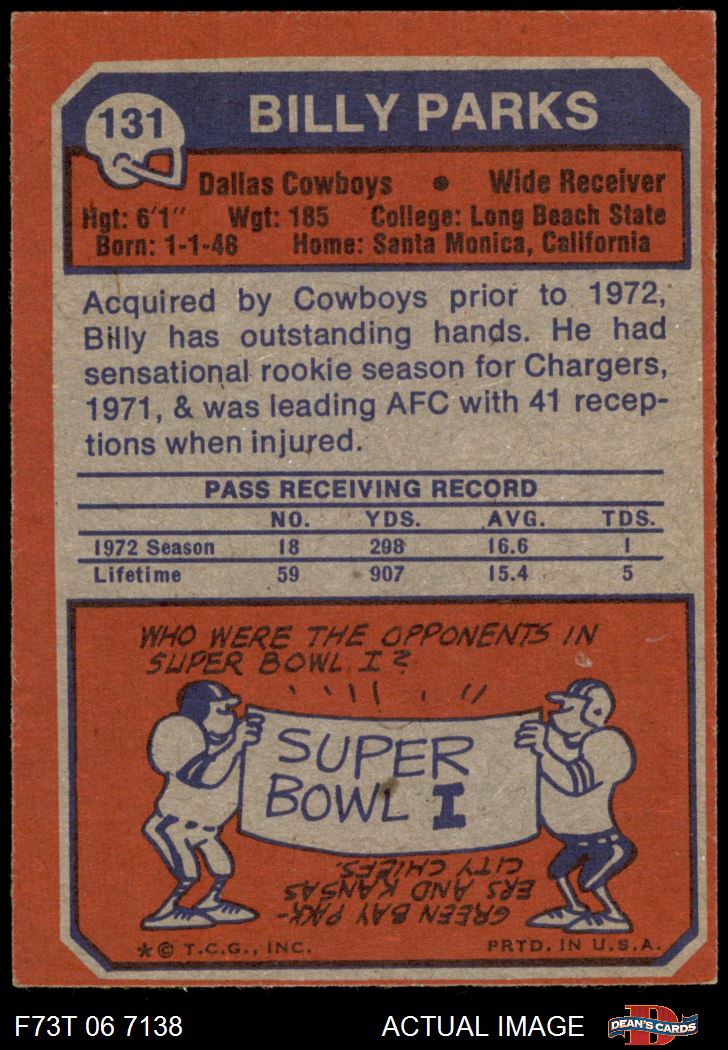 131
BILLY PARKS
Dallas Cowboys • Wide Receiver
Hgt: 6'1" Wgt: 185 College: Long Beach State
Born: 1-1-48 Home: Santa Monica, California
Acquired by Cowboys prior to 1972,
Billy has outstanding hands. He had
sensational rookie season for Chargers,
1971, & was leading AFC with 41 recep-
tions when injured.
PASS RECEIVING RECORD
NO. YDS. AVG. TDS.
1972 Season 18 298 16.6 1
Lifetime 59 907 15.4 5
WHO WERE THE OPPONENTS IN
SUPER BOWL I?
SUPER
BOWL I
GREEN BAY PACK-
ERS AND KANSAS
CITY CHIEFS.
*© T.C.G., INC. PRTD. IN U.S.A.
F73T 06 7138 ACTUAL IMAGE
D
DEAN'S CARDS